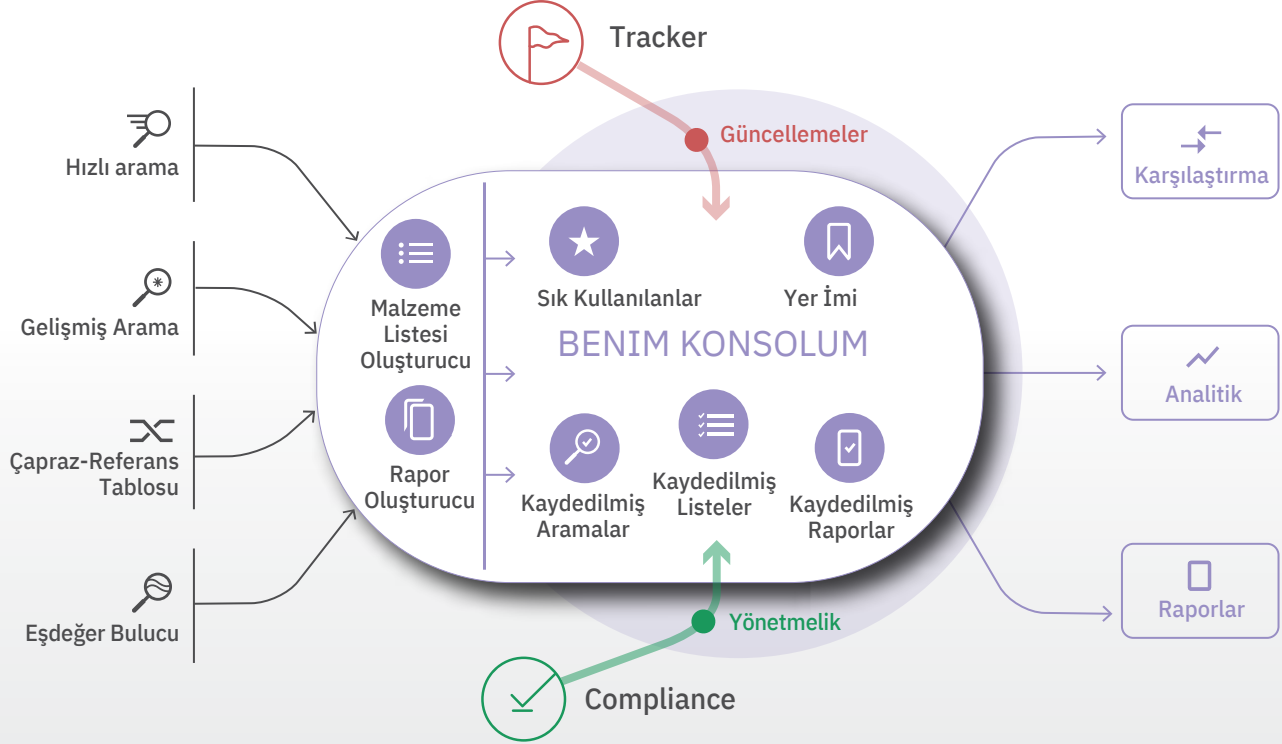 Tracker
Güncellemeler
Hızlı arama
Gelişmiş Arama
Çapraz-Referans
Tablosu
Eşdeğer Bulucu
Malzeme
Listesi
Oluşturucu
Rapor
Oluşturucu
Sık Kullanılanlar
Yer İmi
BENIM KONSOLUM
Kaydedilmiş
Aramalar
Kaydedilmiş
Listeler
Kaydedilmiş
Raporlar
Yönetmelik
Compliance
Karşılaştırma
Analitik
Raporlar